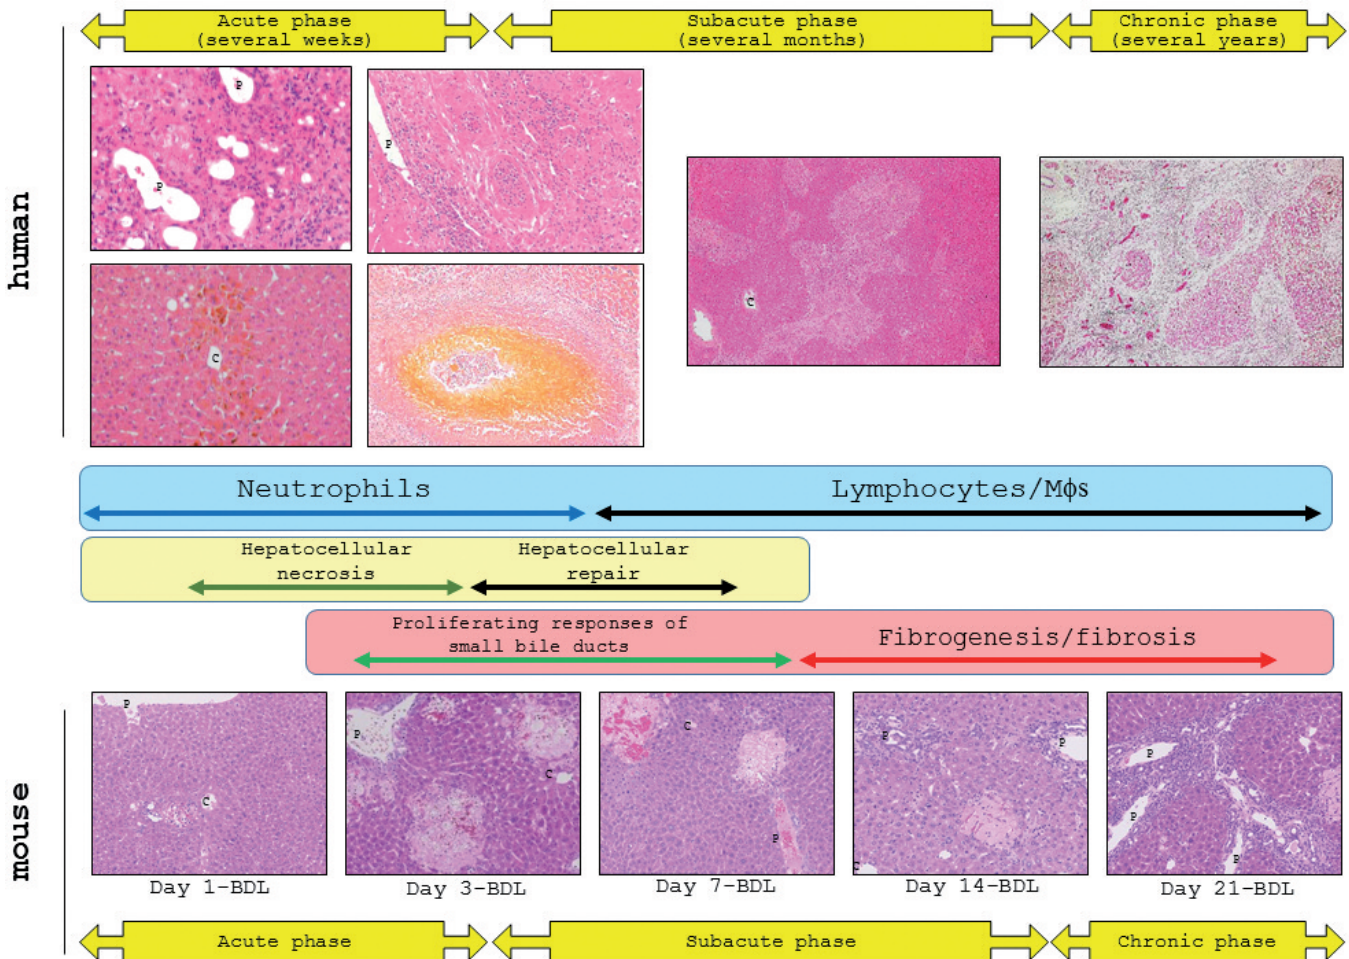 Acute phase
(several weeks)
Subacute phase
(several months)
Chronic phase
(several years)
human
P
P
P
C
C
Neutrophils
Lymphocytes/Mϕs
Hepatocellular
necrosis
Hepatocellular
repair
Proliferating responses of
small bile ducts
Fibrogenesis/fibrosis
mouse
P
C
P
C
C
P
P
P
C
P
P
P
Day 1-BDL
Day 3-BDL
Day 7-BDL
Day 14-BDL
Day 21-BDL
Acute phase
Subacute phase
Chronic phase